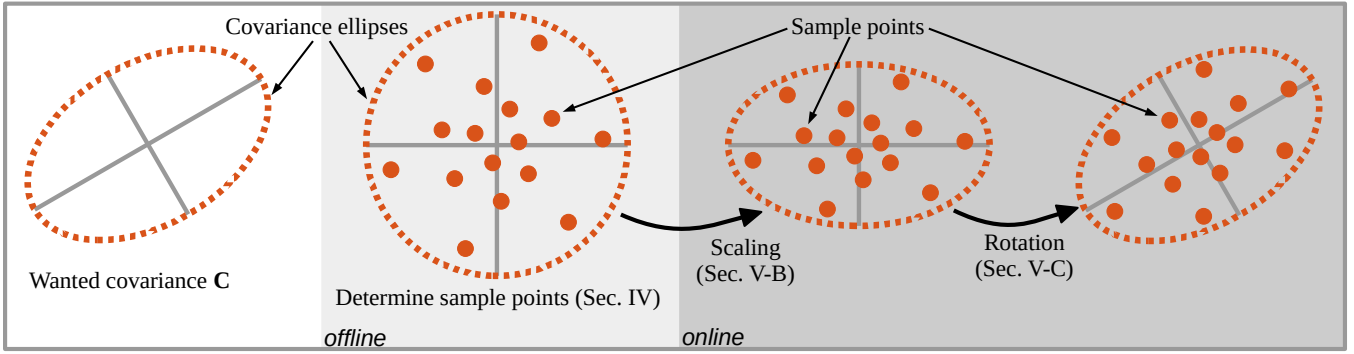 Covariance ellipses
Sample points
Wanted covariance C
Determine sample points (Sec. IV)
Scaling
(Sec. V-B)
Rotation
(Sec. V-C)
offline
online